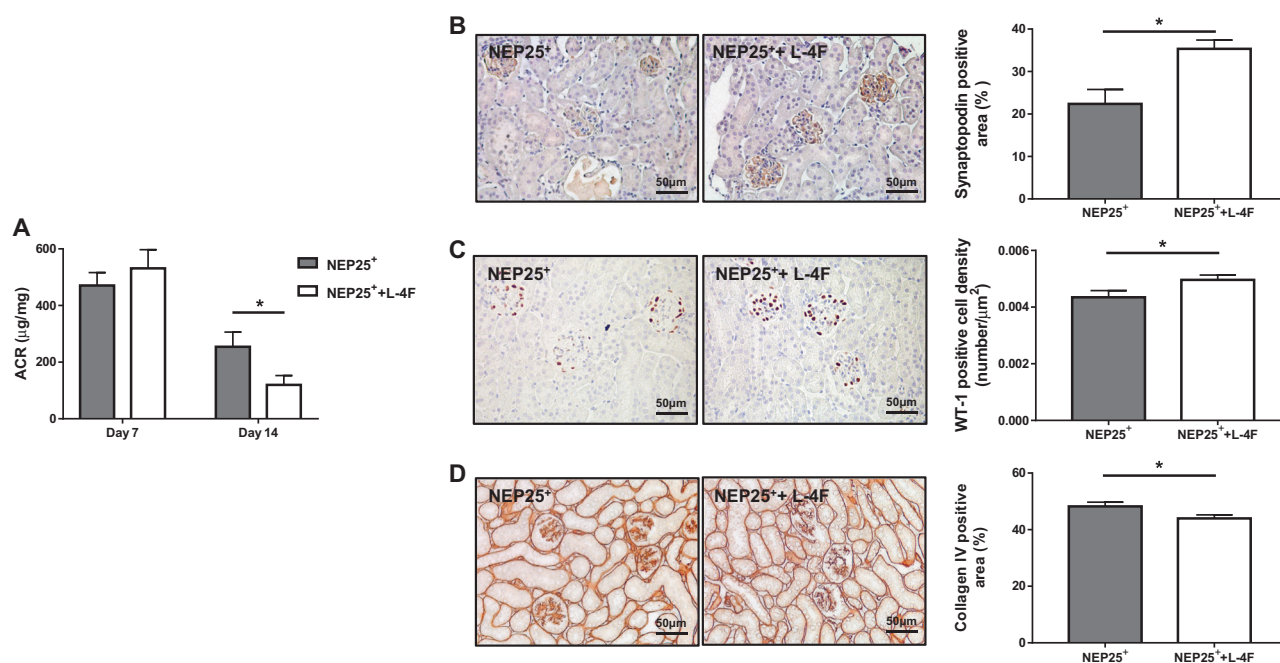 A
ACR (μg/mg)
600
400
200
0
Day 7
Day 14
*
NEP25+
NEP25++L-4F
B
NEP25+
50μm
NEP25++ L-4F
50μm
Synaptopodin positive
area (%)
40
30
20
10
0
*
NEP25+
NEP25++L-4F
C
NEP25+
50μm
NEP25++ L-4F
50μm
WT-1 positive cell density
(number/μm2)
0.006
0.004
0.002
0.000
*
NEP25+
NEP25++L-4F
D
NEP25+
50μm
NEP25++ L-4F
50μm
Collagen IV positive
area (%)
60
40
20
0
*
NEP25+
NEP25++L-4F